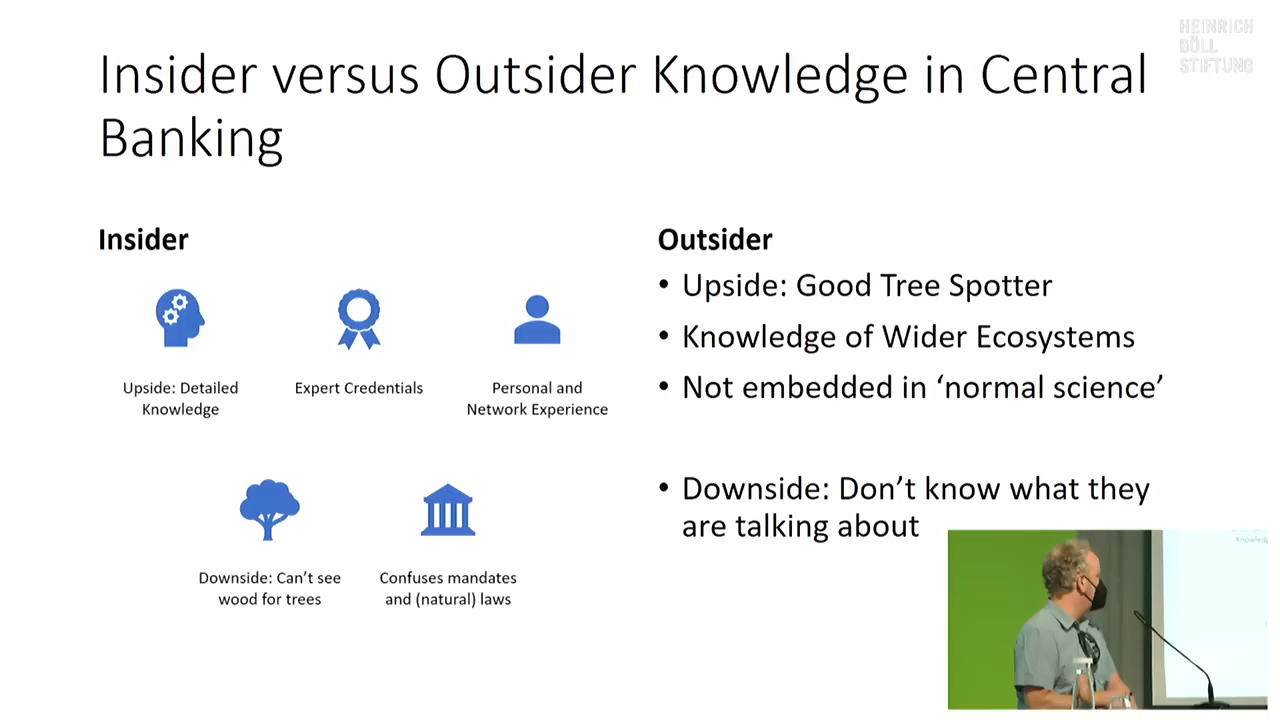 HEINRICH
BÖLL
STIFTUNG
Insider versus Outsider Knowledge in Central
Banking
Insider
Upside: Detailed
Knowledge
Expert Credentials
Personal and
Network Experience
Downside: Can’t see
wood for trees
Confuses mandates
and (natural) laws
Outsider
• Upside: Good Tree Spotter
• Knowledge of Wider Ecosystems
• Not embedded in ‘normal science’
• Downside: Don’t know what they
are talking about